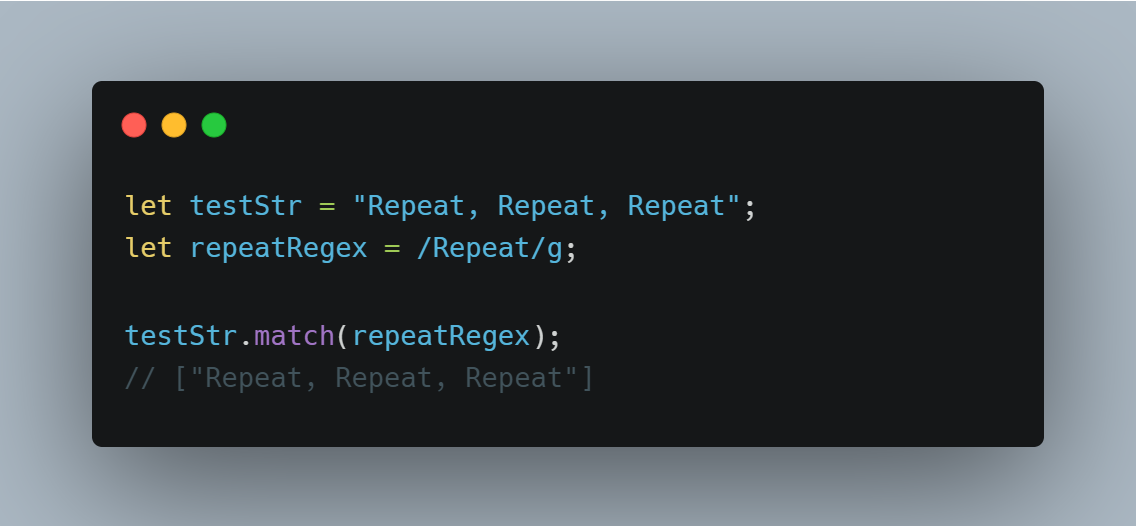 let testStr = "Repeat, Repeat, Repeat";
let repeatRegex = /Repeat/g;
testStr.match(repeatRegex);
// ["Repeat, Repeat, Repeat"]